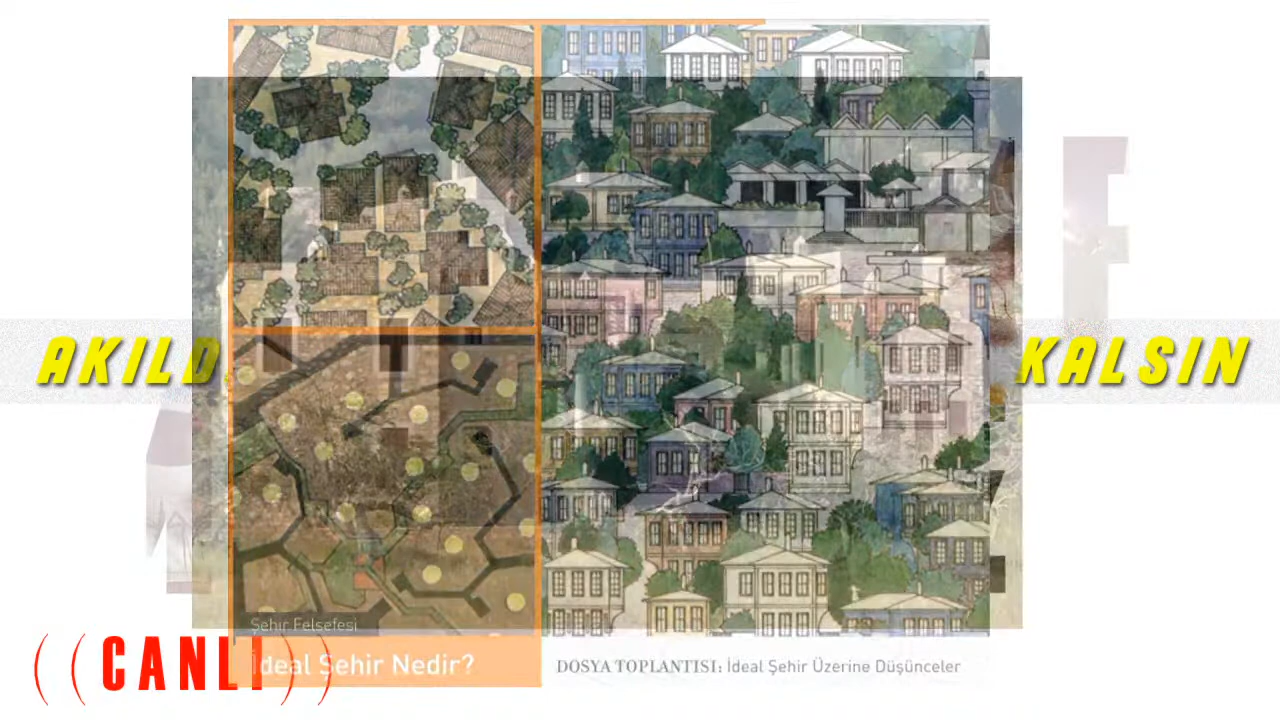 AKILD
KALSIN
Şehir Felsefesi
İdeal Şehir Nedir?
DOSYA TOPLANTISI: İdeal Şehir Üzerine Düşünceler
((CANLI))